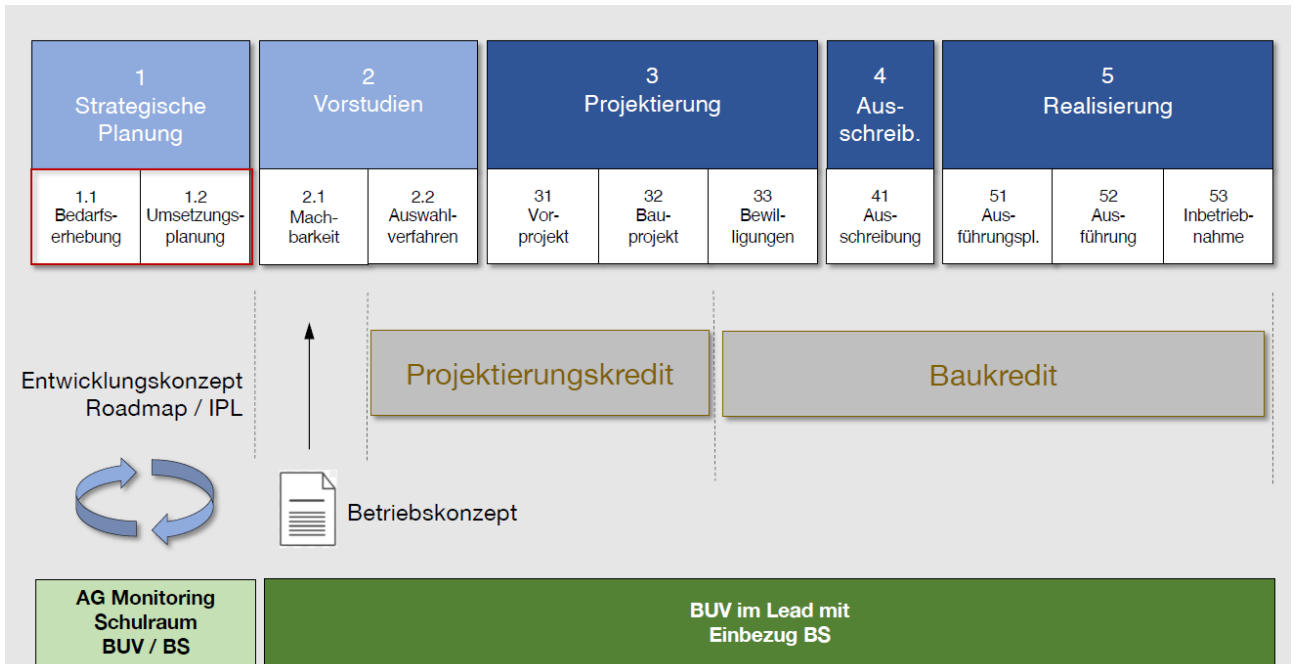 1
Strategische
Planung
2
Vorstudien
3
Projektierung
4
Aus-
schreib.
5
Realisierung
1.1
Bedarfs-
erhebung
1.2
Umsetzungs-
planung
2.1
Mach-
barkeit
2.2
Auswahl-
verfahren
31
Vor-
projekt
32
Bau-
projekt
33
Bewil-
ligungen
41
Aus-
schreibung
51
Aus-
führungspl.
52
Aus-
führung
53
Inbetrieb-
nahme
Entwicklungskonzept
Roadmap / IPL
Projektierungskredit
Baukredit
Betriebskonzept
AG Monitoring
Schulraum
BUV / BS
BUV im Lead mit
Einbezug BS